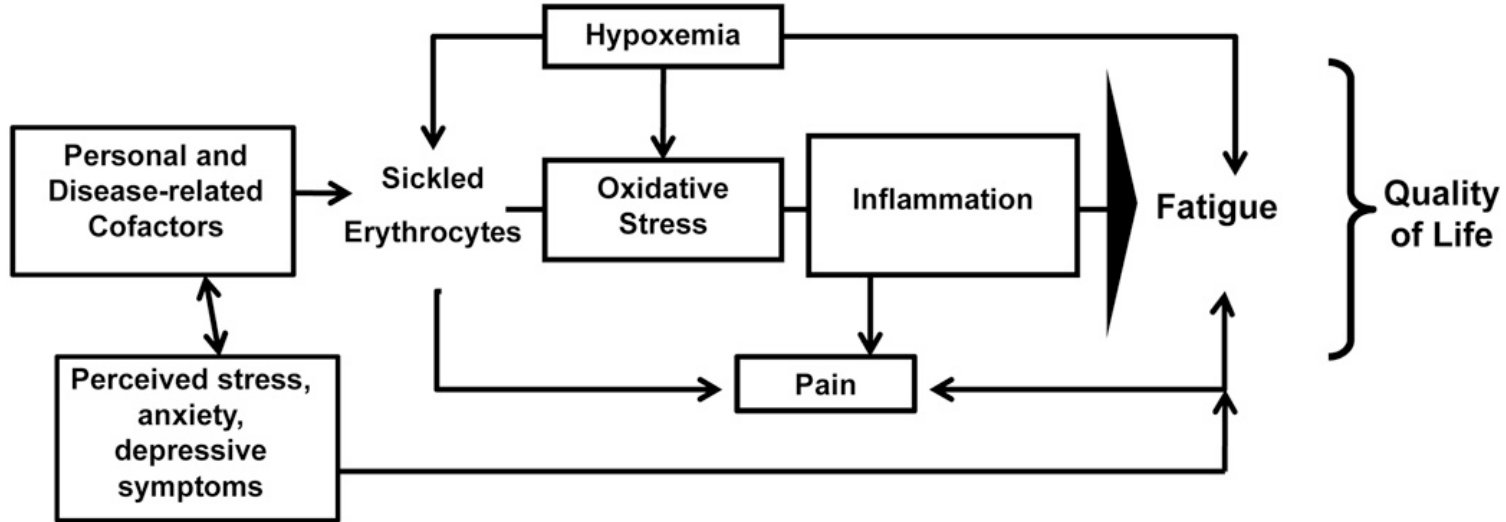 Hypoxemia
Personal and
Disease-related
Cofactors
Sickled
Erythrocytes
Oxidative
Stress
Inflammation
Fatigue
Quality
of Life
Perceived stress,
anxiety,
depressive
symptoms
Pain